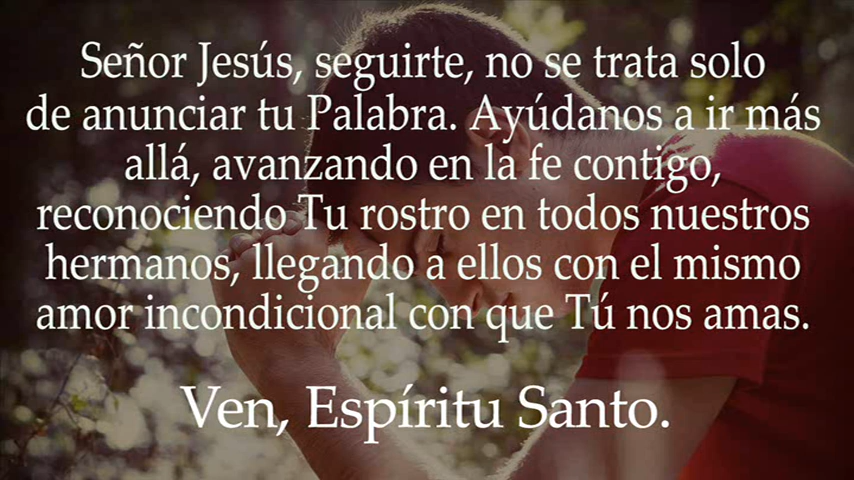 Señor Jesús, seguirte, no se trata solo
de anunciar tu Palabra. Ayúdanos a ir más
allá, avanzando en la fe contigo,
reconociendo Tu rostro en todos nuestros
hermanos, llegando a ellos con el mismo
amor incondicional con que Tú nos amas.
Ven, Espíritu Santo.